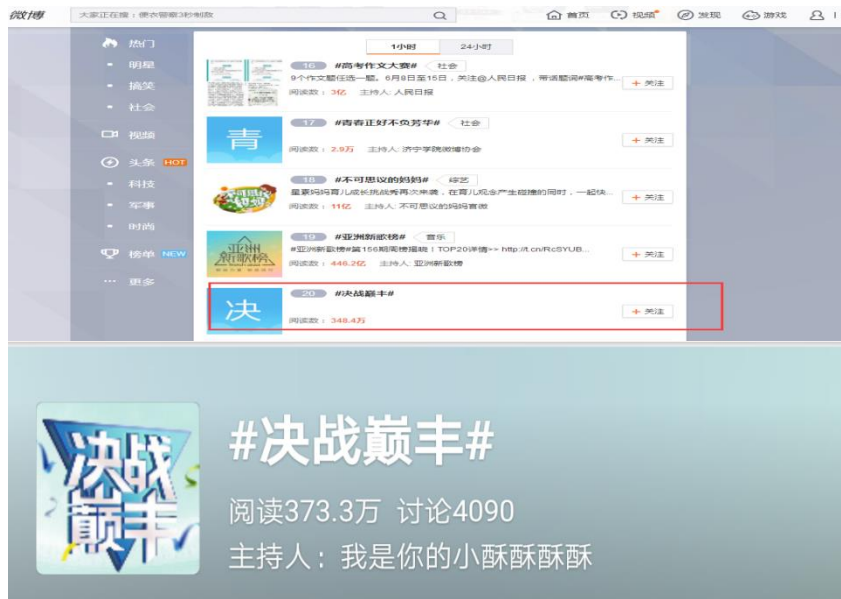 微博 大家正在搜：便衣警察3秒制敌 首页 视频 发现 游戏
热门
明星
搞笑
社会
视频
头条 HOT
科技
军事
时尚
榜单 NEW
更多
1小时 24小时
16 #高考作文大赛# 社会
9个作文题任选一题。6月8日至15日，关注@人民日报，带话题词#高考作... + 关注
阅读数：3亿 主持人: 人民日报
青
17 #青春正好不负芳华# 社会
+ 关注
阅读数：2.9万 主持人: 济宁学院微博协会
不可思议的妈妈
18 #不可思议的妈妈# 综艺
星素妈妈育儿成长挑战秀再次来袭，在育儿观念产生碰撞的同时，一起快... + 关注
阅读数：11亿 主持人: 不可思议的妈妈官微
亚洲
新歌榜
19 #亚洲新歌榜# 音乐
#亚洲新歌榜#第156期周榜揭晓！TOP20详情>> http://t.cn/RcSYUB... + 关注
阅读数：446.2亿 主持人: 亚洲新歌榜
决
20 #决战巅丰#
+ 关注
阅读数：348.4万
决战
巅丰
#决战巅丰#
阅读373.3万 讨论4090
主持人：我是你的小酥酥酥酥